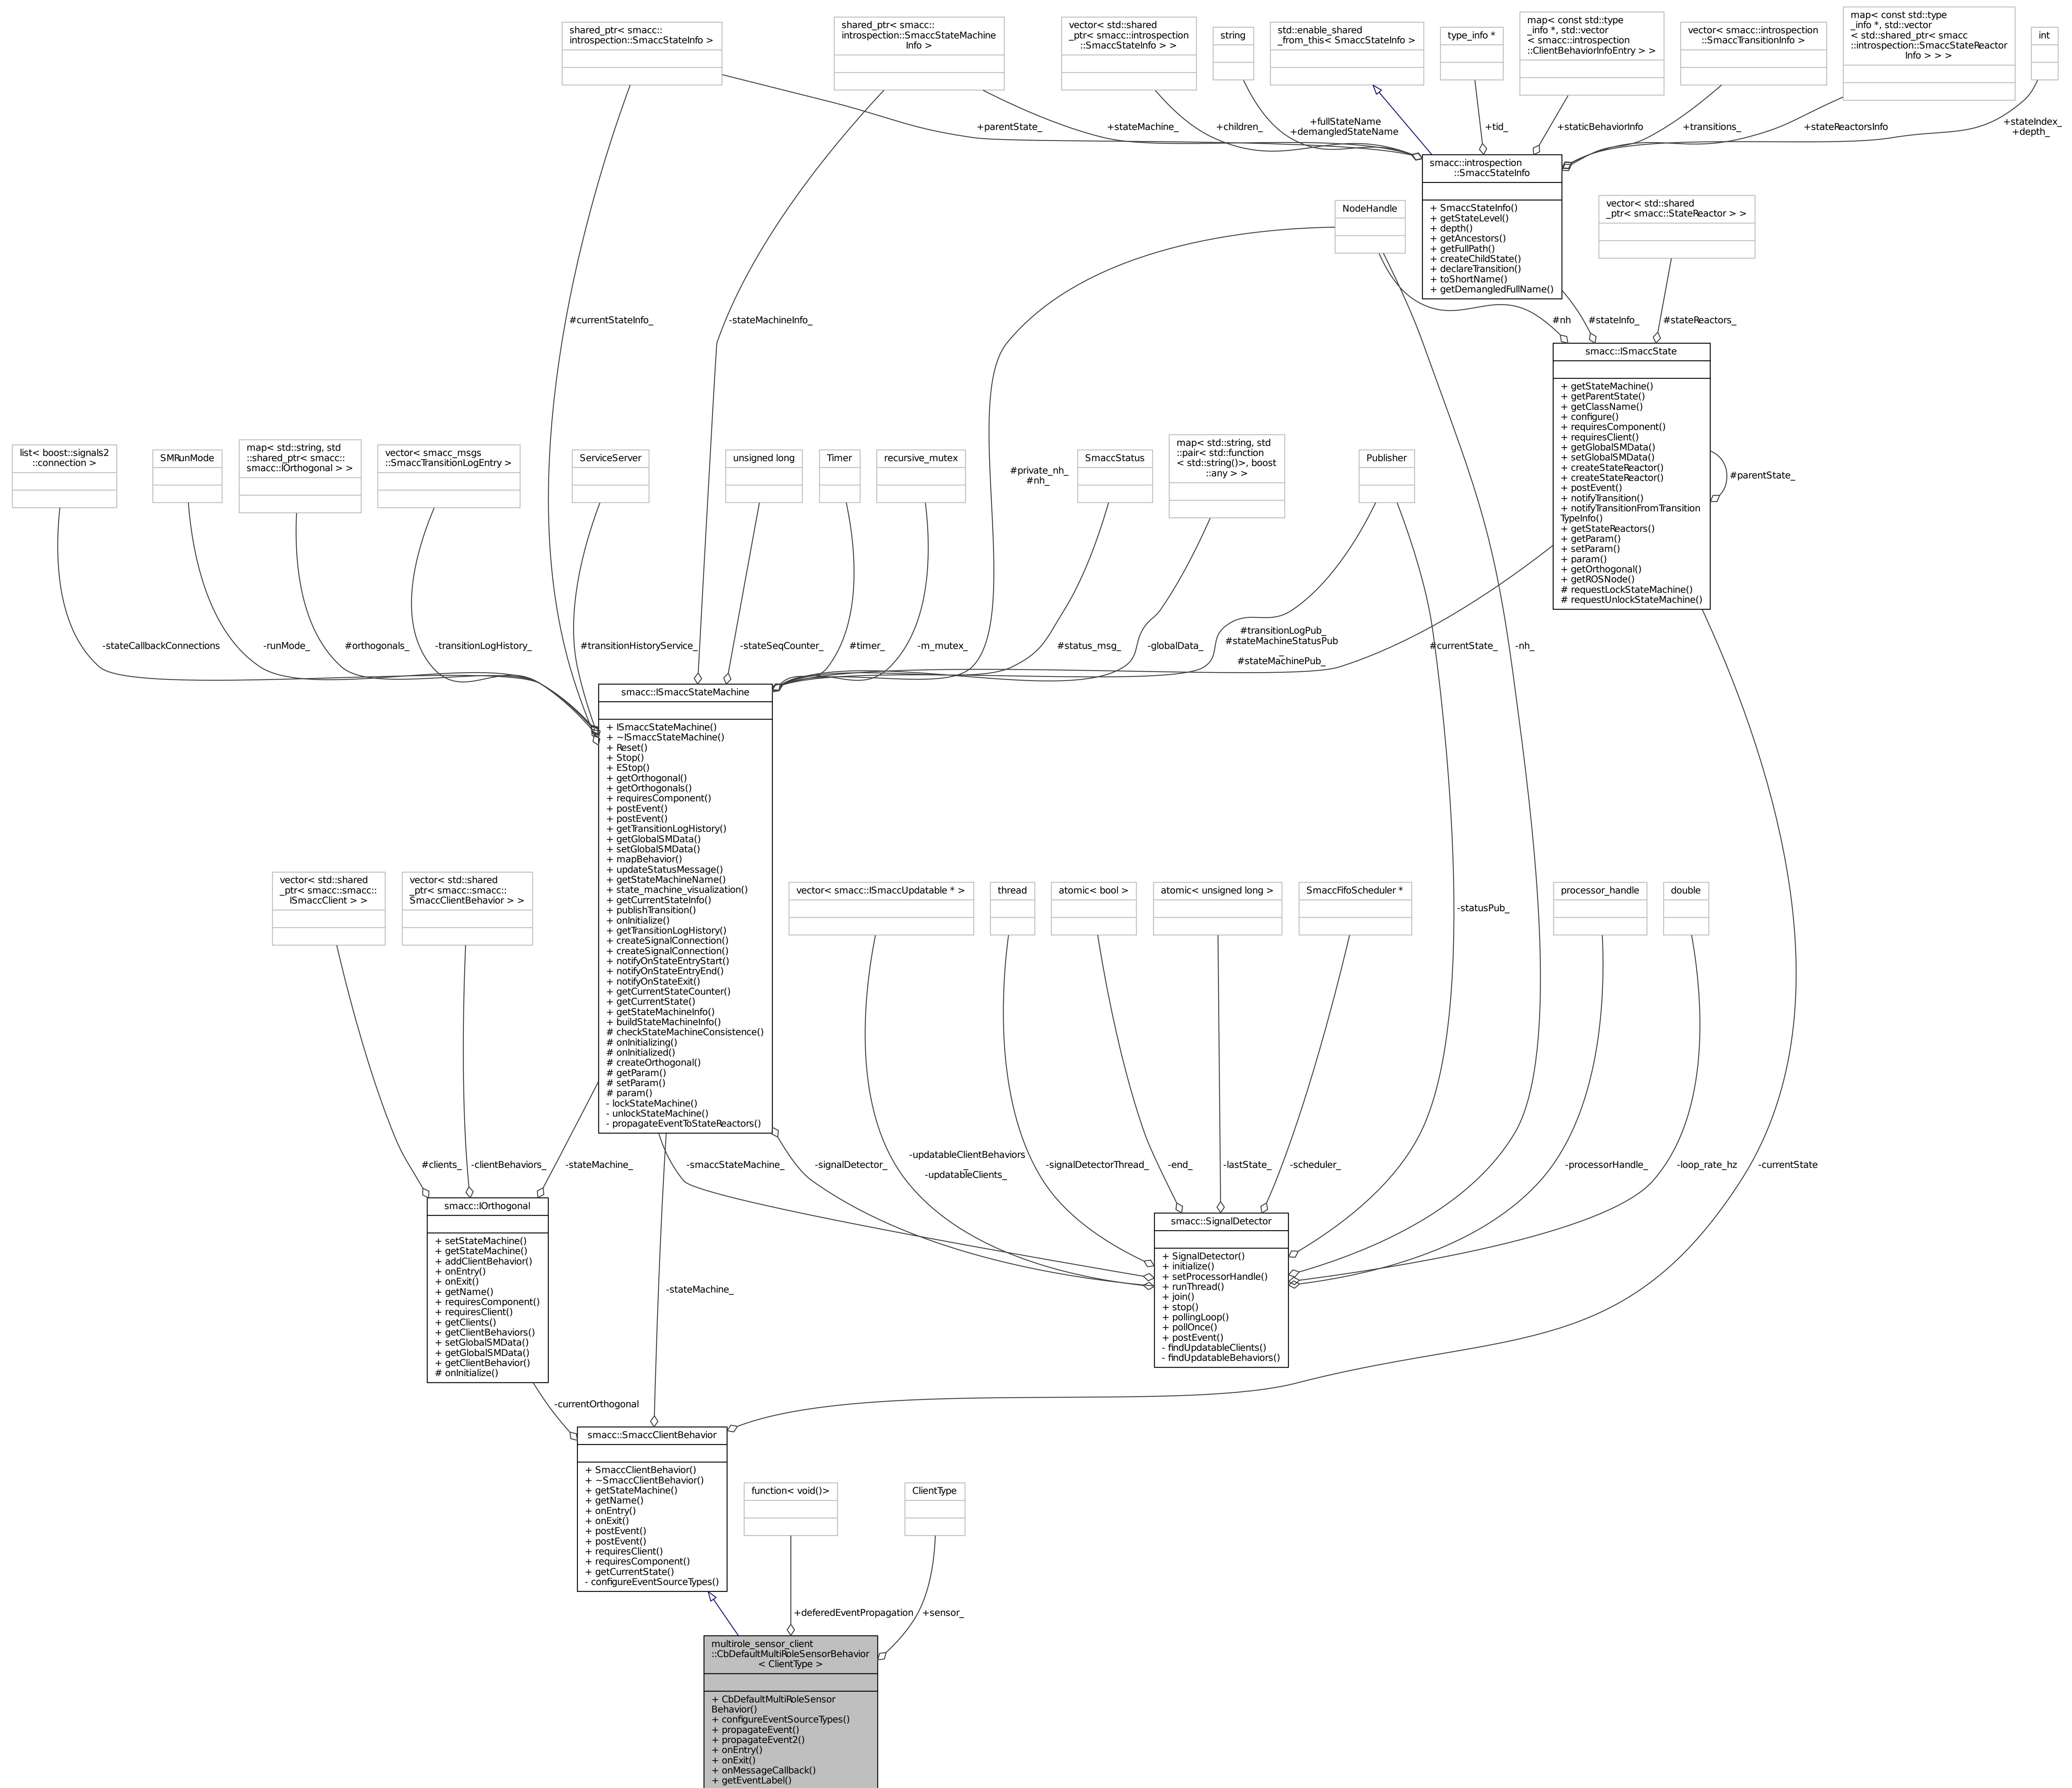 shared_ptr< smacc::
introspection::SmaccStateInfo >
shared_ptr< smacc::
introspection::SmaccStateMachine
Info >
vector< std::shared
_ptr< smacc::introspection
::SmaccStateInfo > >
string
std::enable_shared
_from_this< SmaccStateInfo >
type_info *
map< const std::type
_info *, std::vector
< smacc::introspection
::ClientBehaviorInfoEntry > >
vector< smacc::introspection
::SmaccTransitionInfo >
map< const std::type
_info *, std::vector
< std::shared_ptr< smacc
::introspection::SmaccStateReactor
Info > > >
int
+parentState_
+stateMachine_
+children_
+fullStateName
+demangledStateName
+tid_
+staticBehaviorInfo
+transitions_
+stateReactorsInfo
+stateIndex_
+depth_
smacc::introspection
::SmaccStateInfo
+ SmaccStateInfo()
+ getStateLevel()
+ depth()
+ getAncestors()
+ getFullPath()
+ createChildState()
+ declareTransition()
+ toShortName()
+ getDemangledFullName()
NodeHandle
vector< std::shared
_ptr< smacc::StateReactor > >
#currentStateInfo_
-stateMachineInfo_
#nh
#stateInfo_
#stateReactors_
smacc::ISmaccState
+ getStateMachine()
+ getParentState()
+ getClassName()
+ configure()
+ requiresComponent()
+ requiresClient()
+ getGlobalSMData()
+ setGlobalSMData()
+ createStateReactor()
+ createStateReactor()
+ postEvent()
+ notifyTransition()
+ notifyTransitionFromTransition
TypeInfo()
+ getStateReactors()
+ getParam()
+ setParam()
+ param()
+ getOrthogonal()
+ getROSNode()
# requestLockStateMachine()
# requestUnlockStateMachine()
#parentState_
list< boost::signals2
::connection >
SMRunMode
map< std::string, std
::shared_ptr< smacc::
smacc::IOrthogonal > >
vector< smacc_msgs
::SmaccTransitionLogEntry >
ServiceServer
unsigned long
Timer
recursive_mutex
#private_nh_
#nh_
SmaccStatus
map< std::string, std
::pair< std::function
< std::string()>, boost
::any > >
Publisher
-stateCallbackConnections
-runMode_
#orthogonals_
-transitionLogHistory_
#transitionHistoryService_
-stateSeqCounter_
#timer_
-m_mutex_
#status_msg_
-globalData_
#transitionLogPub_
#stateMachineStatusPub
_
#stateMachinePub_
#currentState_
-nh_
smacc::ISmaccStateMachine
+ ISmaccStateMachine()
+ ~ISmaccStateMachine()
+ Reset()
+ Stop()
+ EStop()
+ getOrthogonal()
+ getOrthogonals()
+ requiresComponent()
+ postEvent()
+ postEvent()
+ getTransitionLogHistory()
+ getGlobalSMData()
+ setGlobalSMData()
+ mapBehavior()
+ updateStatusMessage()
+ getStateMachineName()
+ state_machine_visualization()
+ getCurrentStateInfo()
+ publishTransition()
+ onInitialize()
+ getTransitionLogHistory()
+ createSignalConnection()
+ createSignalConnection()
+ notifyOnStateEntryStart()
+ notifyOnStateEntryEnd()
+ notifyOnStateExit()
+ getCurrentStateCounter()
+ getCurrentState()
+ getStateMachineInfo()
+ buildStateMachineInfo()
# checkStateMachineConsistence()
# onInitializing()
# onInitialized()
# createOrthogonal()
# getParam()
# setParam()
# param()
- lockStateMachine()
- unlockStateMachine()
- propagateEventToStateReactors()
vector< std::shared
_ptr< smacc::smacc::
ISmaccClient > >
vector< std::shared
_ptr< smacc::smacc::
SmaccClientBehavior > >
vector< smacc::ISmaccUpdatable * >
thread
atomic< bool >
atomic< unsigned long >
SmaccFifoScheduler *
processor_handle
double
-statusPub_
#clients_
-clientBehaviors_
-stateMachine_
-smaccStateMachine_
-signalDetector_
-updatableClientBehaviors
_
-updatableClients_
-signalDetectorThread_
-end_
-lastState_
-scheduler_
-processorHandle_
-loop_rate_hz
-currentState
smacc::IOrthogonal
+ setStateMachine()
+ getStateMachine()
+ addClientBehavior()
+ onEntry()
+ onExit()
+ getName()
+ requiresComponent()
+ requiresClient()
+ getClients()
+ getClientBehaviors()
+ setGlobalSMData()
+ getGlobalSMData()
+ getClientBehavior()
# onInitialize()
smacc::SignalDetector
+ SignalDetector()
+ initialize()
+ setProcessorHandle()
+ runThread()
+ join()
+ stop()
+ pollingLoop()
+ pollOnce()
+ postEvent()
- findUpdatableClients()
- findUpdatableBehaviors()
-stateMachine_
-currentOrthogonal
smacc::SmaccClientBehavior
+ SmaccClientBehavior()
+ ~SmaccClientBehavior()
+ getStateMachine()
+ getName()
+ onEntry()
+ onExit()
+ postEvent()
+ postEvent()
+ requiresClient()
+ requiresComponent()
+ getCurrentState()
- configureEventSourceTypes()
function< void()>
ClientType
+deferedEventPropagation
+sensor_
multirole_sensor_client
::CbDefaultMultiRoleSensorBehavior
< ClientType >
+ CbDefaultMultiRoleSensor
Behavior()
+ configureEventSourceTypes()
+ propagateEvent()
+ propagateEvent2()
+ onEntry()
+ onExit()
+ onMessageCallback()
+ getEventLabel()